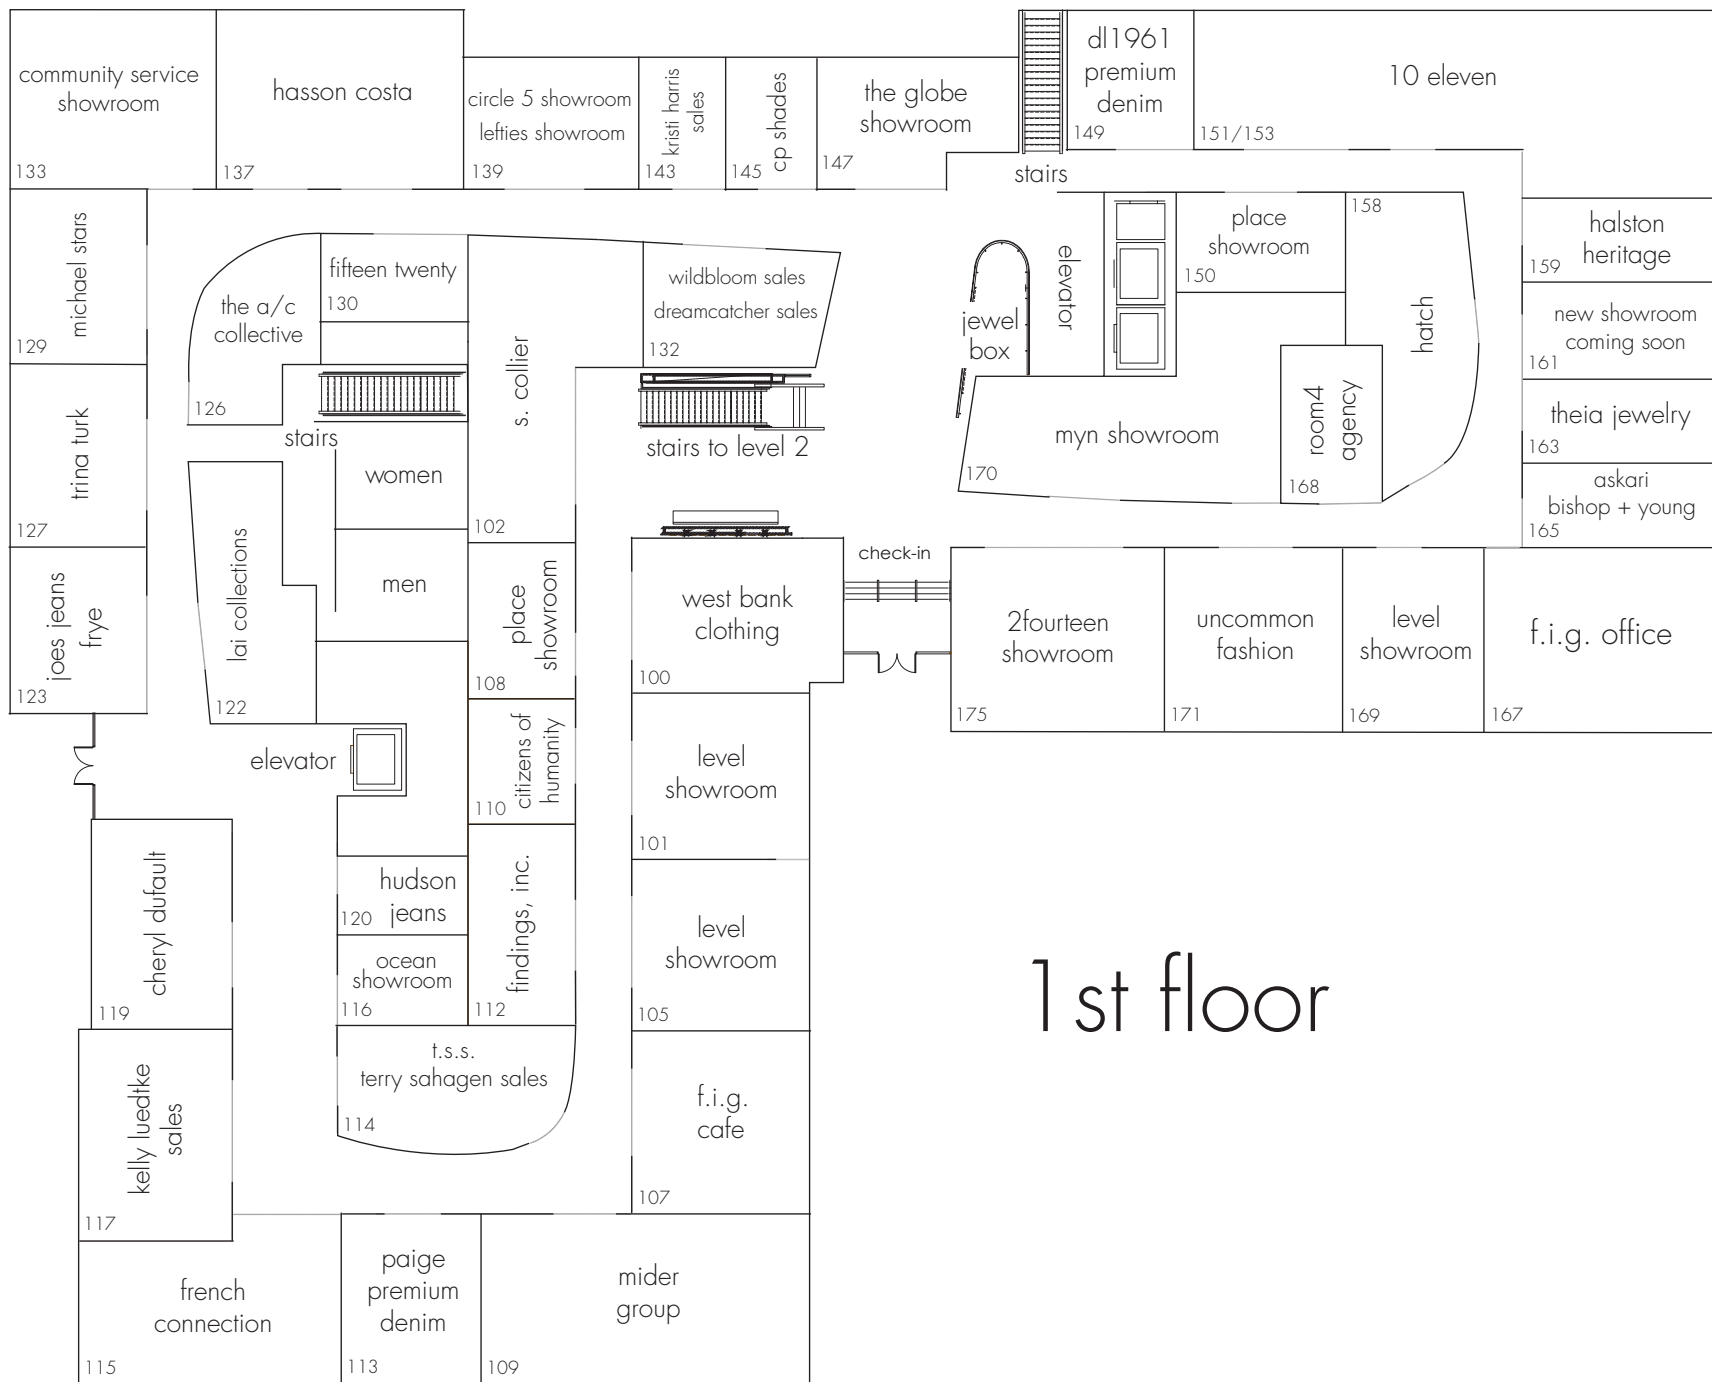 community service
showroom
133
hasson costa
137
circle 5 showroom
lefties showroom
139
kristi harris
sales
143
cp shades
145
the globe
showroom
147
stairs
dl1961
premium
denim
149
10 eleven
151/153
michael stars
129
the a/c
collective
126
fifteen twenty
130
s. collier
102
wildbloom sales
dreamcatcher sales
132
jewel
box
elevator
place
showroom
150
158
hatch
halston
heritage
159
new showroom
coming soon
161
theia jewelry
163
askari
bishop + young
165
trina turk
127
stairs
women
men
stairs to level 2
myn showroom
170
room4
agency
168
joes jeans
frye
123
lai collections
122
place
showroom
108
west bank
clothing
100
check-in
2fourteen
showroom
175
uncommon
fashion
171
level
showroom
169
f.i.g. office
167
elevator
citizens of
humanity
110
level
showroom
101
cheryl dufault
119
hudson
jeans
120
findings, inc.
112
level
showroom
105
ocean
showroom
116
1st floor
kelly luedtke
sales
117
t.s.s.
terry sahagen sales
114
f.i.g.
cafe
107
french
connection
115
paige
premium
denim
113
mider
group
109